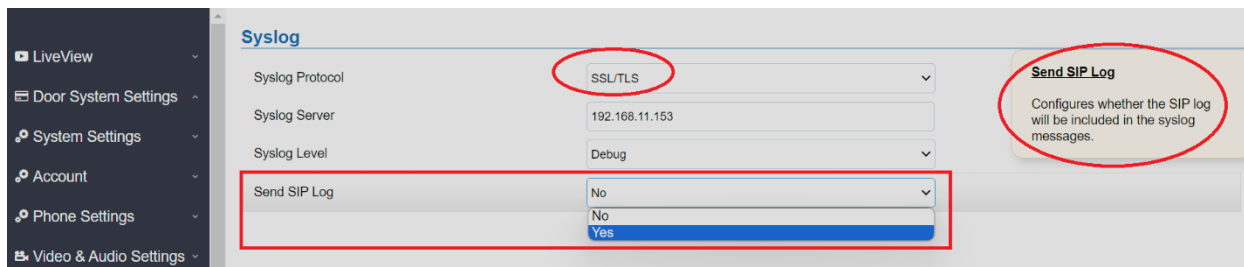 Syslog
LiveView
Door System Settings
System Settings
Account
Phone Settings
Video & Audio Settings
Syslog Protocol
SSL/TLS
Syslog Server
192.168.11.153
Syslog Level
Debug
Send SIP Log
No
No
Yes
Send SIP Log
Configures whether the SIP log
will be included in the syslog
messages.